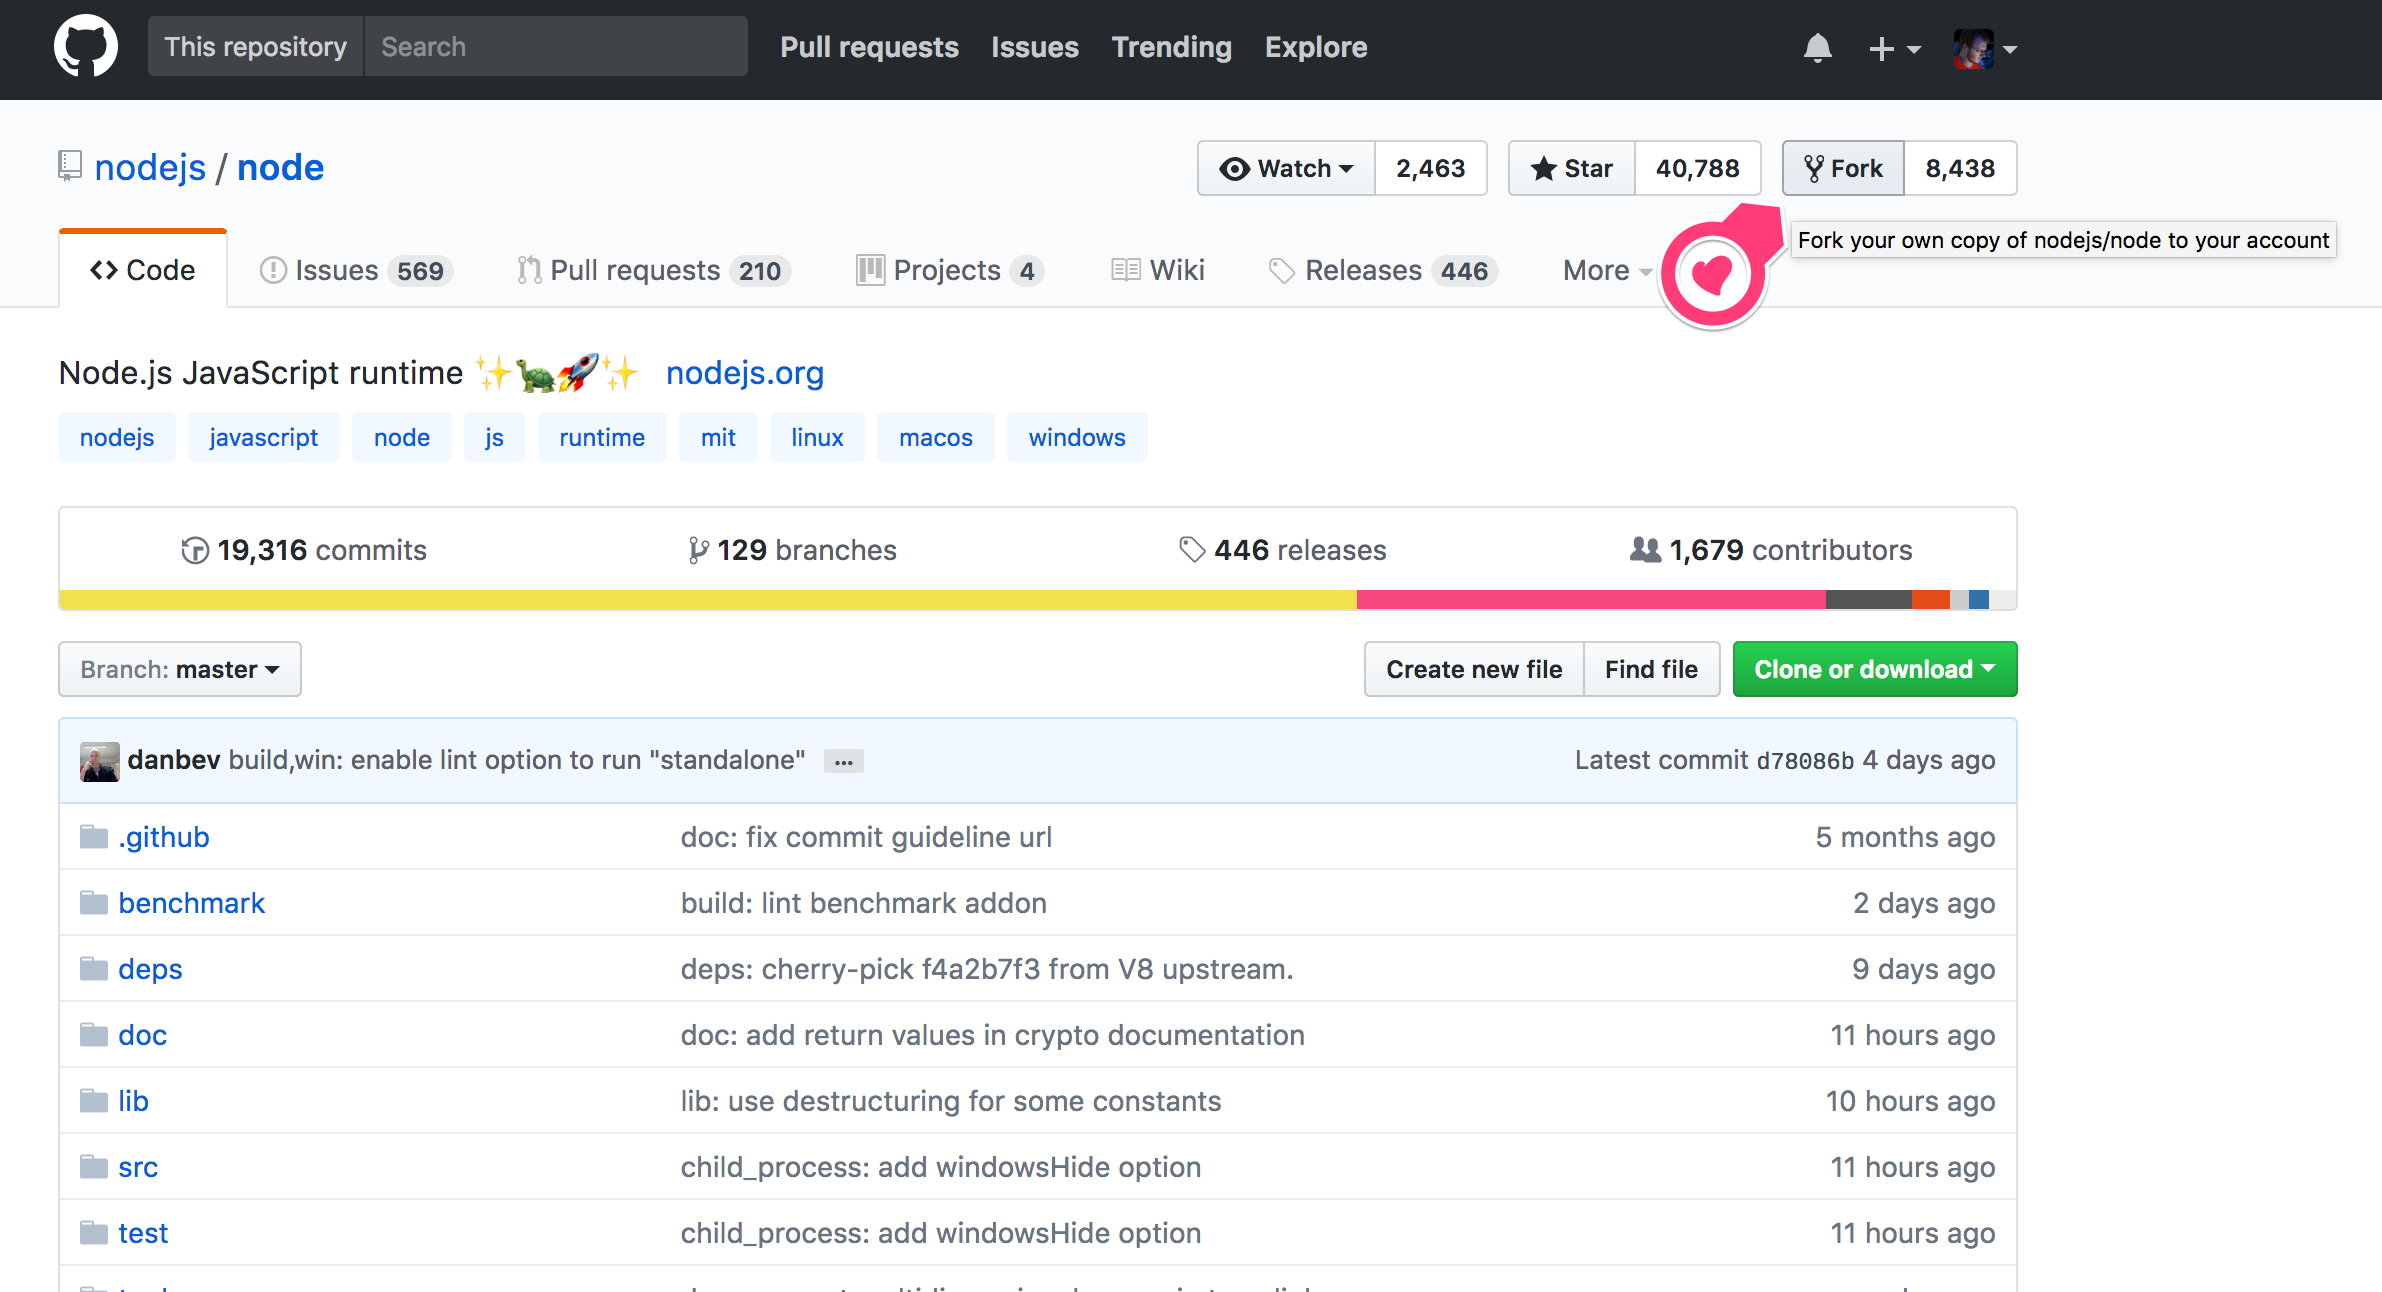 This repository Search Pull requests Issues Trending Explore
nodejs / node Watch 2,463 Star 40,788 Fork 8,438
Fork your own copy of nodejs/node to your account
Code Issues 569 Pull requests 210 Projects 4 Wiki Releases 446 More
Node.js JavaScript runtime ✨🐢🚀✨ nodejs.org
nodejs javascript node js runtime mit linux macos windows
19,316 commits 129 branches 446 releases 1,679 contributors
Branch: master Create new file Find file Clone or download
danbev build,win: enable lint option to run "standalone" … Latest commit d78086b 4 days ago
.github doc: fix commit guideline url 5 months ago
benchmark build: lint benchmark addon 2 days ago
deps deps: cherry-pick f4a2b7f3 from V8 upstream. 9 days ago
doc doc: add return values in crypto documentation 11 hours ago
lib lib: use destructuring for some constants 10 hours ago
src child_process: add windowsHide option 11 hours ago
test child_process: add windowsHide option 11 hours ago